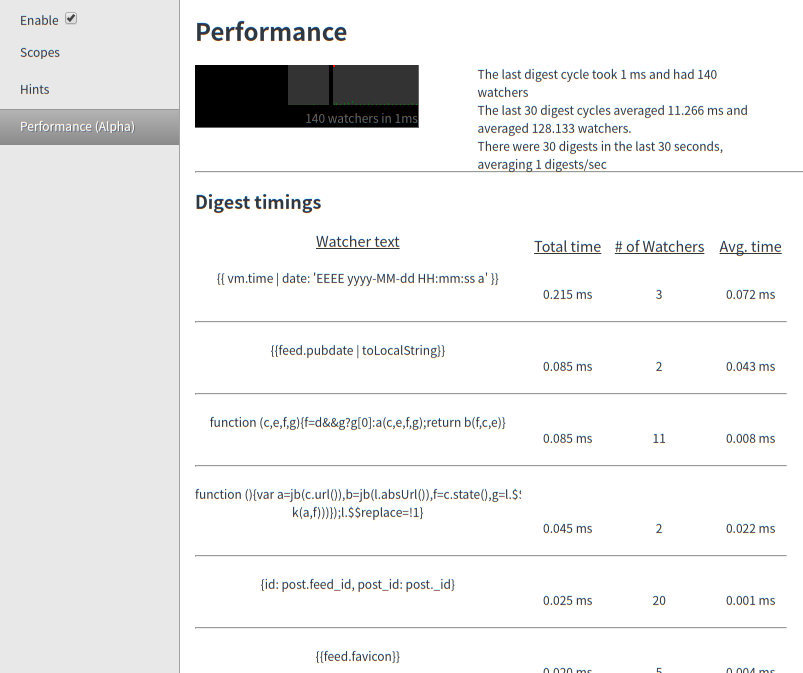 Enable
Scopes
Hints
Performance (Alpha)
Performance
140 watchers in 1ms
The last digest cycle took 1 ms and had 140
watchers
The last 30 digest cycles averaged 11.266 ms and
averaged 128.133 watchers.
There were 30 digests in the last 30 seconds,
averaging 1 digests/sec
Digest timings
Watcher text Total time # of Watchers Avg. time
{{ vm.time | date: 'EEEE yyyy-MM-dd HH:mm:ss a' }}
0.215 ms 3 0.072 ms
{{feed.pubdate | toLocalString}}
0.085 ms 2 0.043 ms
function (c,e,f,g){f=d&&g?g[0]:a(c,e,f,g);return b(f,c,e)}
0.085 ms 11 0.008 ms
function (){var a=jb(c.url()),b=jb(l.absUrl()),f=c.state(),g=l.$
k(a,f)))});l.$$replace=!1}
0.045 ms 2 0.022 ms
{id: post.feed_id, post_id: post._id}
0.025 ms 20 0.001 ms
{{feed.favicon}}
0.020 ms 5 0.004 ms